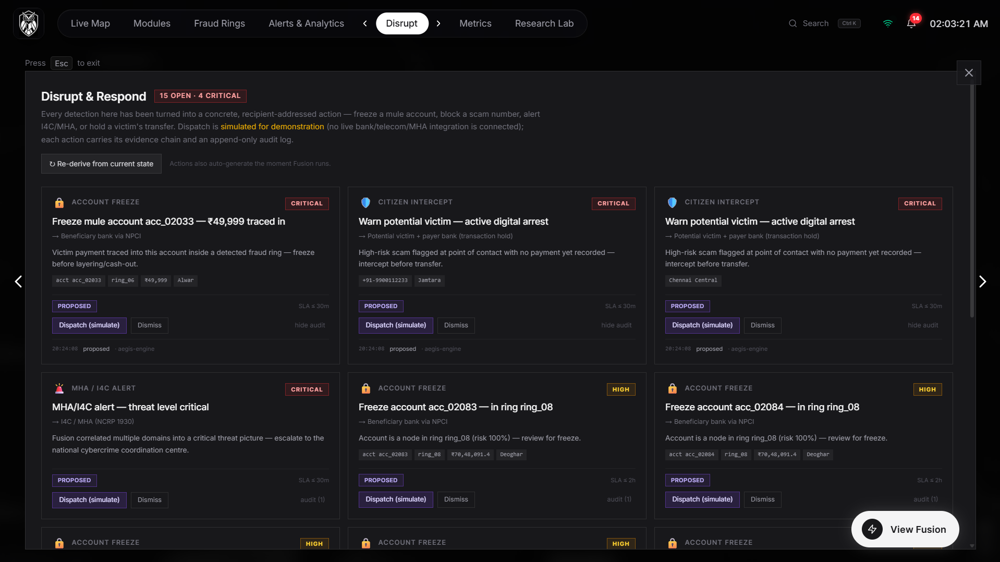 Live Map Modules Fraud Rings Alerts & Analytics Disrupt Metrics Research Lab Search Ctrl K 14 02:03:21 AM
Press Esc to exit
Disrupt & Respond 15 OPEN · 4 CRITICAL
Every detection here has been turned into a concrete, recipient-addressed action — freeze a mule account, block a scam number, alert
I4C/MHA, or hold a victim's transfer. Dispatch is simulated for demonstration (no live bank/telecom/MHA integration is connected);
each action carries its evidence chain and an append-only audit log.
↻ Re-derive from current state Actions also auto-generate the moment Fusion runs.
ACCOUNT FREEZE CRITICAL
Freeze mule account acc_02033 — ₹49,999 traced in
→ Beneficiary bank via NPCI
Victim payment traced into this account inside a detected fraud ring — freeze
before layering/cash-out.
acct acc_02033 ring_06 ₹49,999 Alwar
PROPOSED SLA ≤ 30m
Dispatch (simulate) Dismiss hide audit
20:24:08 proposed · aegis-engine
CITIZEN INTERCEPT CRITICAL
Warn potential victim — active digital arrest
→ Potential victim + payer bank (transaction hold)
High-risk scam flagged at point of contact with no payment yet recorded —
intercept before transfer.
+91-9900112233 Jamtara
PROPOSED SLA ≤ 30m
Dispatch (simulate) Dismiss hide audit
20:24:08 proposed · aegis-engine
CITIZEN INTERCEPT CRITICAL
Warn potential victim — active digital arrest
→ Potential victim + payer bank (transaction hold)
High-risk scam flagged at point of contact with no payment yet recorded —
intercept before transfer.
Chennai Central
PROPOSED SLA ≤ 30m
Dispatch (simulate) Dismiss hide audit
20:24:08 proposed · aegis-engine
MHA / I4C ALERT CRITICAL
MHA/I4C alert — threat level critical
→ I4C / MHA (NCRP 1930)
Fusion correlated multiple domains into a critical threat picture — escalate to the
national cybercrime coordination centre.
PROPOSED SLA ≤ 30m
Dispatch (simulate) Dismiss audit (1)
ACCOUNT FREEZE HIGH
Freeze account acc_02083 — in ring ring_08
→ Beneficiary bank via NPCI
Account is a node in ring ring_08 (risk 100%) — review for freeze.
acct acc_02083 ring_08 ₹70,48,091.4 Deoghar
PROPOSED SLA ≤ 2h
Dispatch (simulate) Dismiss audit (1)
ACCOUNT FREEZE HIGH
Freeze account acc_02084 — in ring ring_08
→ Beneficiary bank via NPCI
Account is a node in ring ring_08 (risk 100%) — review for freeze.
acct acc_02084 ring_08 ₹70,48,091.4 Deoghar
PROPOSED SLA ≤ 2h
Dispatch (simulate) Dismiss audit (1)
ACCOUNT FREEZE HIGH
ACCOUNT FREEZE HIGH
ACCOUNT FREEZE
View Fusion